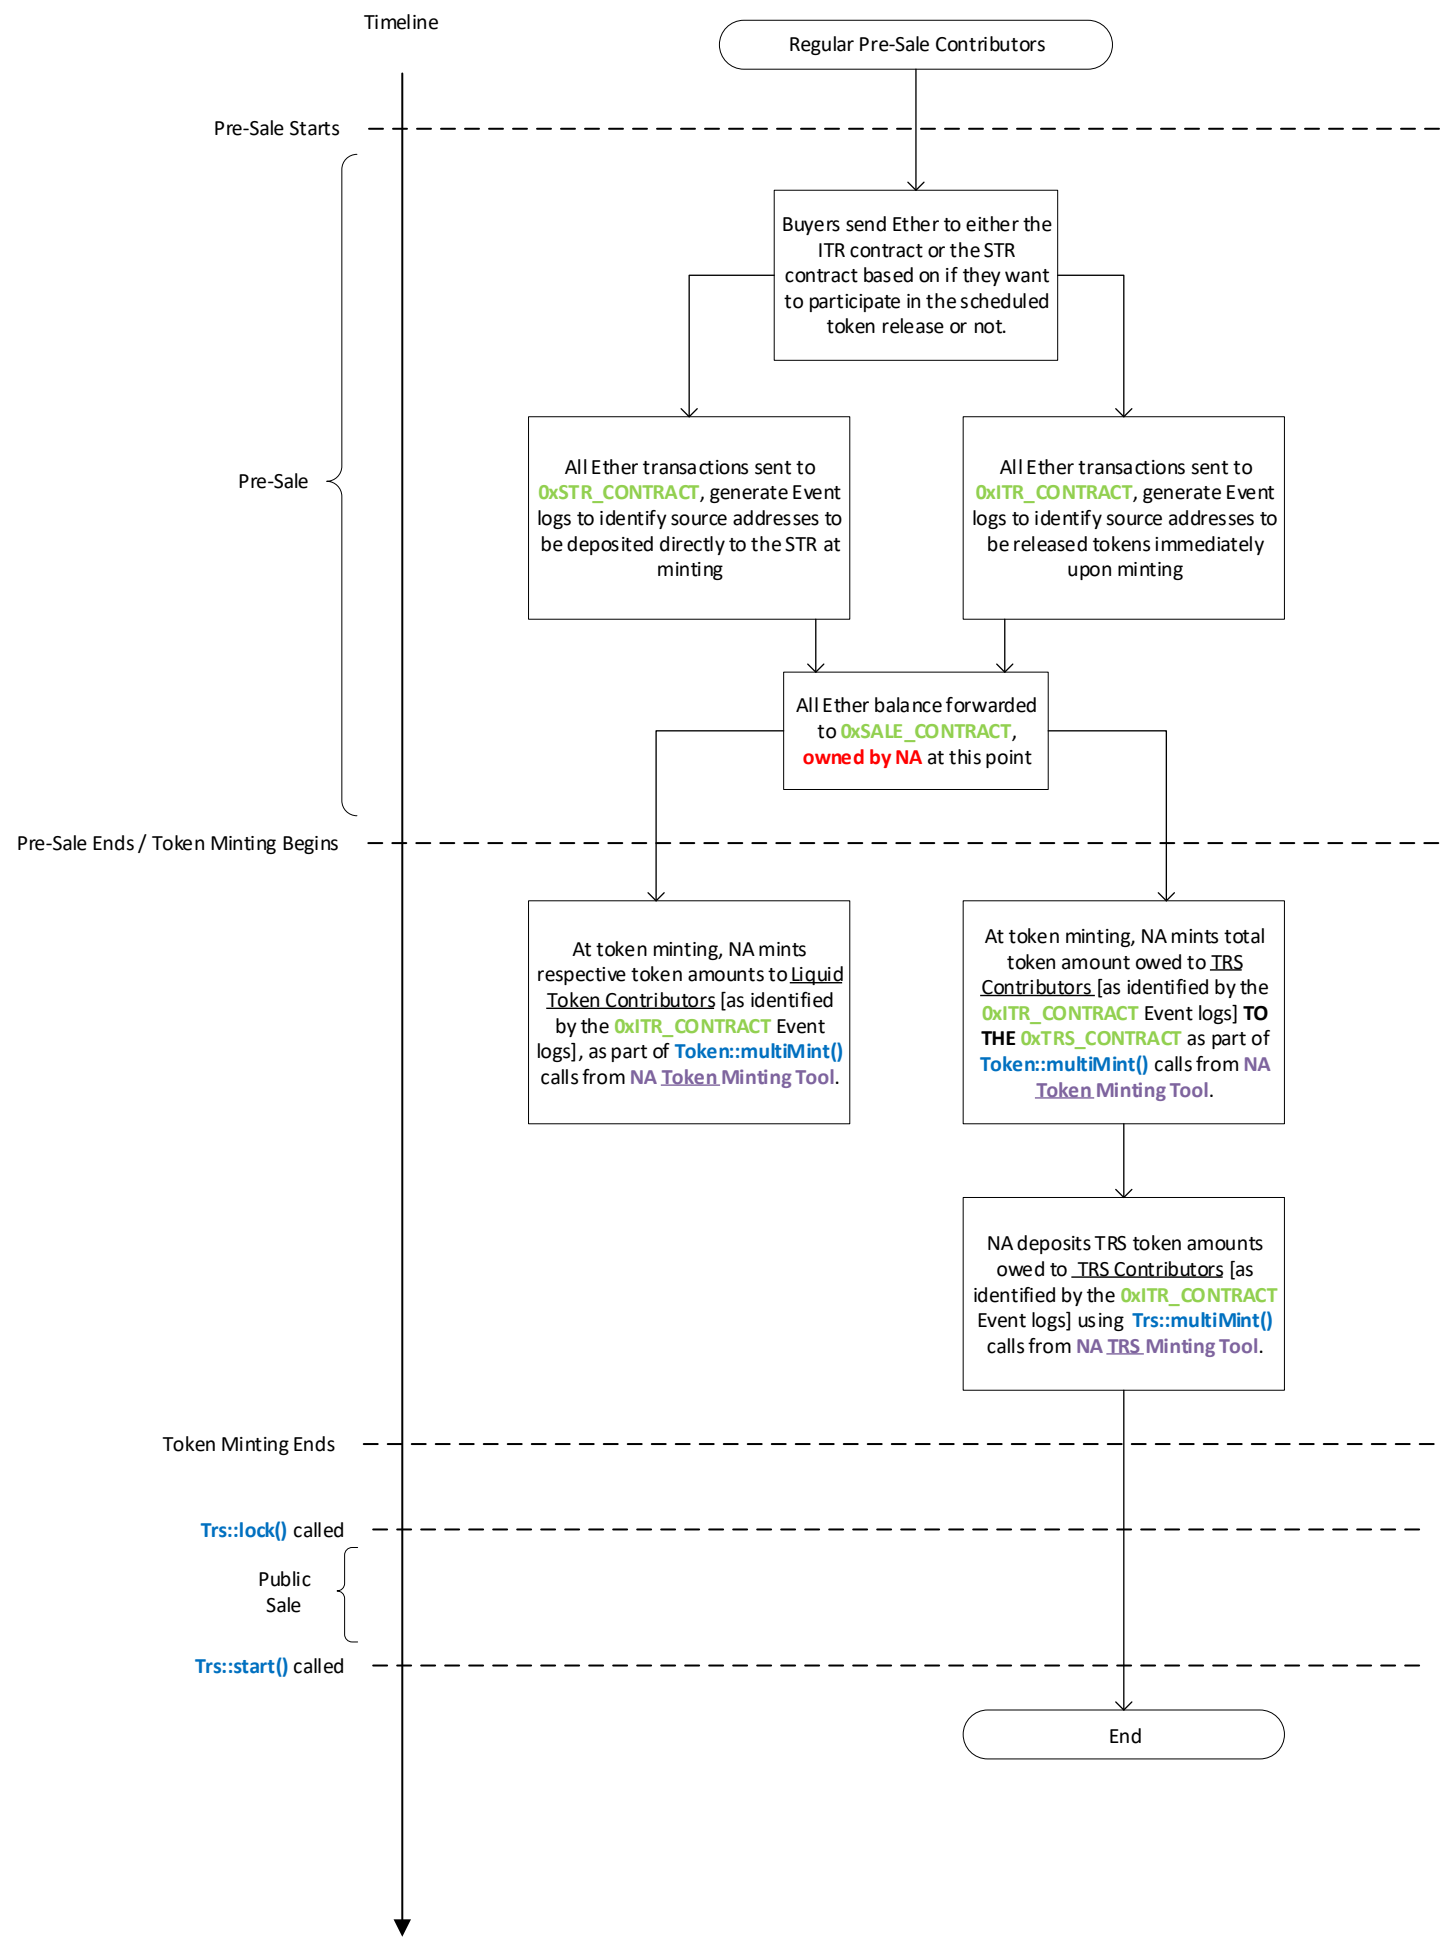 Timeline
Regular Pre-Sale Contributors
Pre-Sale Starts
Buyers send Ether to either the
ITR contract or the STR
contract based on if they want
to participate in the scheduled
token release or not.
Pre-Sale
All Ether transactions sent to
0xSTR_CONTRACT, generate Event
logs to identify source addresses to
be deposited directly to the STR at
minting
All Ether transactions sent to
0xITR_CONTRACT, generate Event
logs to identify source addresses to
be released tokens immediately
upon minting
All Ether balance forwarded
to 0xSALE_CONTRACT,
owned by NA at this point
Pre-Sale Ends / Token Minting Begins
At token minting, NA mints
respective token amounts to Liquid
Token Contributors [as identified
by the 0xITR_CONTRACT Event
logs], as part of Token::multiMint()
calls from NA Token Minting Tool.
At token minting, NA mints total
token amount owed to TRS
Contributors [as identified by the
0xITR_CONTRACT Event logs] TO
THE 0xTRS_CONTRACT as part of
Token::multiMint() calls from NA
Token Minting Tool.
NA deposits TRS token amounts
owed to TRS Contributors [as
identified by the 0xITR_CONTRACT
Event logs] using Trs::multiMint()
calls from NA TRS Minting Tool.
Token Minting Ends
Trs::lock() called
Public
Sale
Trs::start() called
End